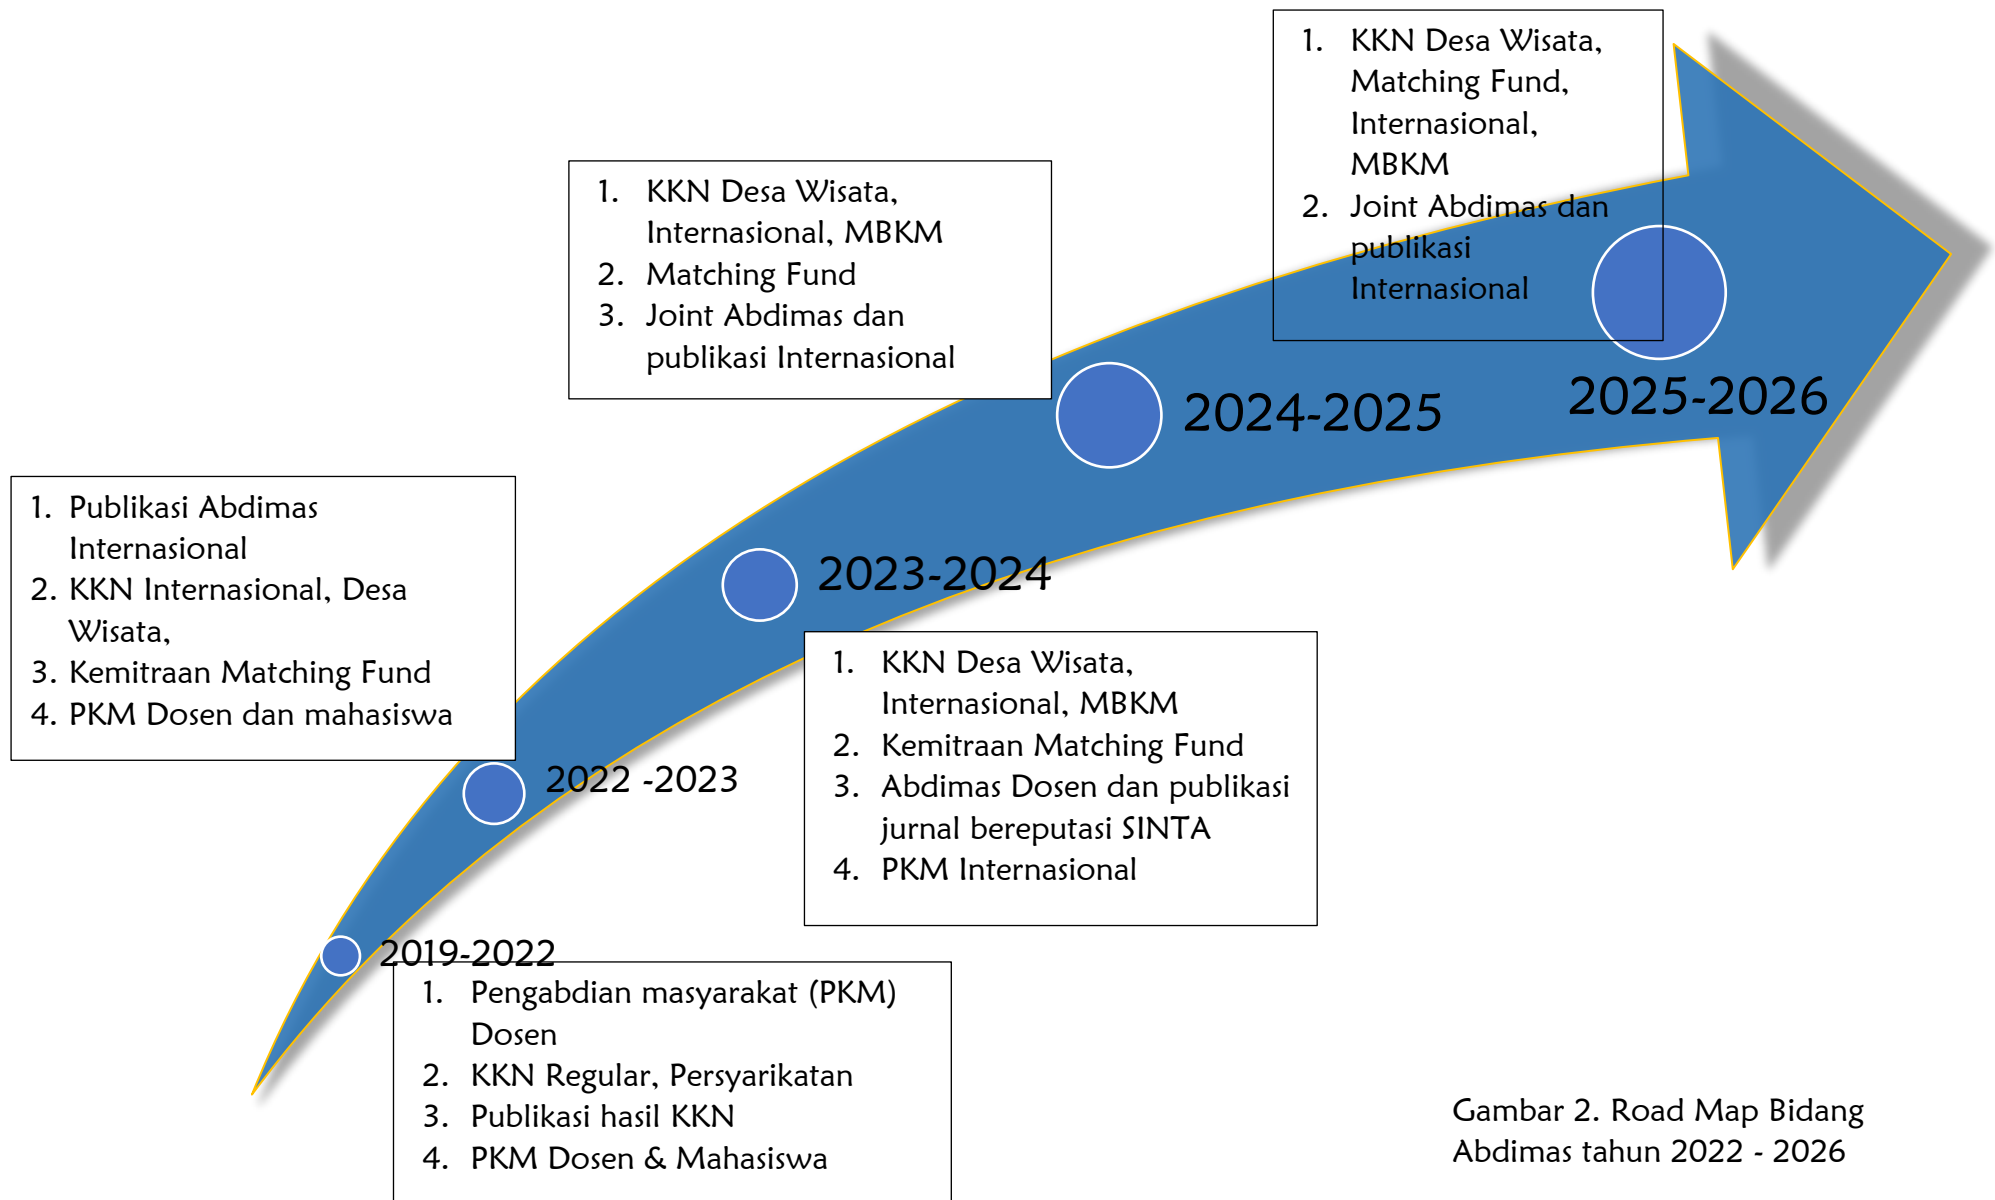 1. KKN Desa Wisata,
Matching Fund,
Internasional,
MBKM
2. Joint Abdimas dan
publikasi
Internasional
2025-2026
1. KKN Desa Wisata,
Internasional, MBKM
2. Matching Fund
3. Joint Abdimas dan
publikasi Internasional
2024-2025
1. Publikasi Abdimas
Internasional
2. KKN Internasional, Desa
Wisata,
3. Kemitraan Matching Fund
4. PKM Dosen dan mahasiswa
2023-2024
1. KKN Desa Wisata,
Internasional, MBKM
2. Kemitraan Matching Fund
3. Abdimas Dosen dan publikasi
jurnal bereputasi SINTA
4. PKM Internasional
2022 -2023
2019-2022
1. Pengabdian masyarakat (PKM)
Dosen
2. KKN Regular, Persyarikatan
3. Publikasi hasil KKN
4. PKM Dosen & Mahasiswa
Gambar 2. Road Map Bidang
Abdimas tahun 2022 - 2026